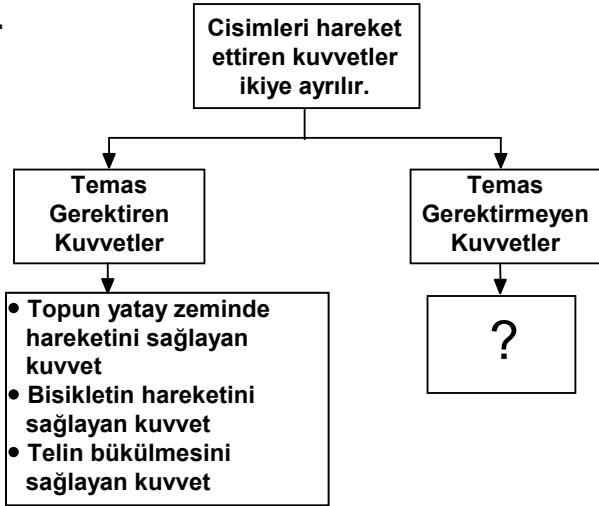 Cisimleri hareket
ettiren kuvvetler
ikiye ayrılır.
Temas
Gerektiren
Kuvvetler
Temas
Gerektirmeyen
Kuvvetler
• Topun yatay zeminde
hareketini sağlayan
kuvvet
• Bisikletin hareketini
sağlayan kuvvet
• Telin bükülmesini
sağlayan kuvvet
?